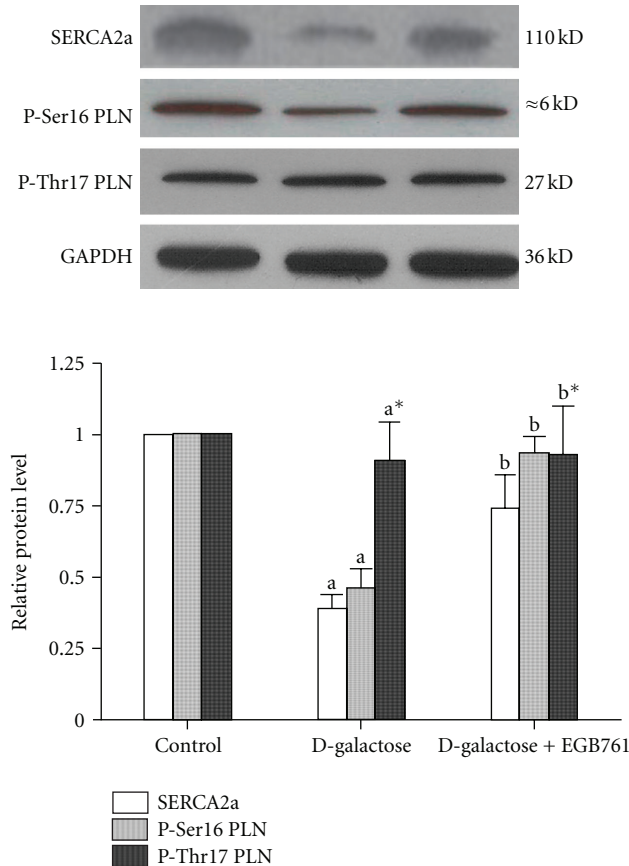 SERCA2a 110 kD
P-Ser16 PLN ≈6 kD
P-Thr17 PLN 27 kD
GAPDH 36 kD
Relative protein level
1.25
1
0.75
0.5
0.25
0
a
a
a*
b
b
b*
Control D-galactose D-galactose + EGB761
SERCA2a
P-Ser16 PLN
P-Thr17 PLN